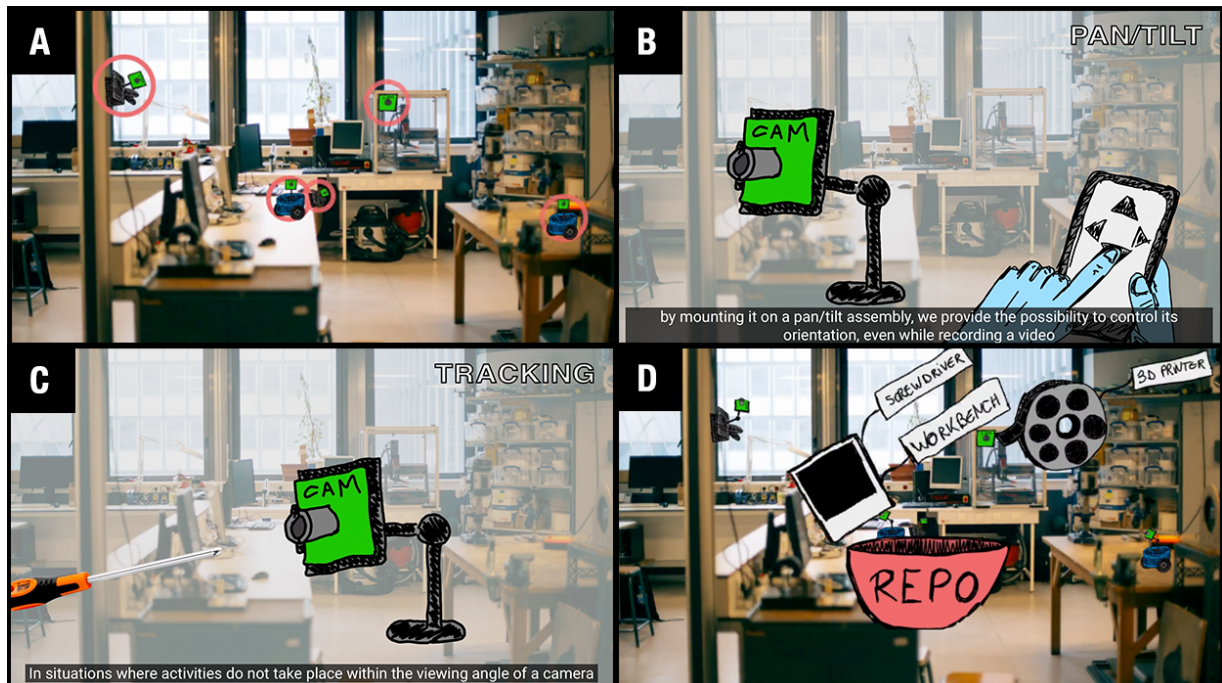 A
B
PAN/TILT
CAM
by mounting it on a pan/tilt assembly, we provide the possibility to control its
orientation, even while recording a video
C
TRACKING
CAM
In situations where activities do not take place within the viewing angle of a camera
D
SCREWDRIVER
WORKBENCH
3D PRINTER
REPO